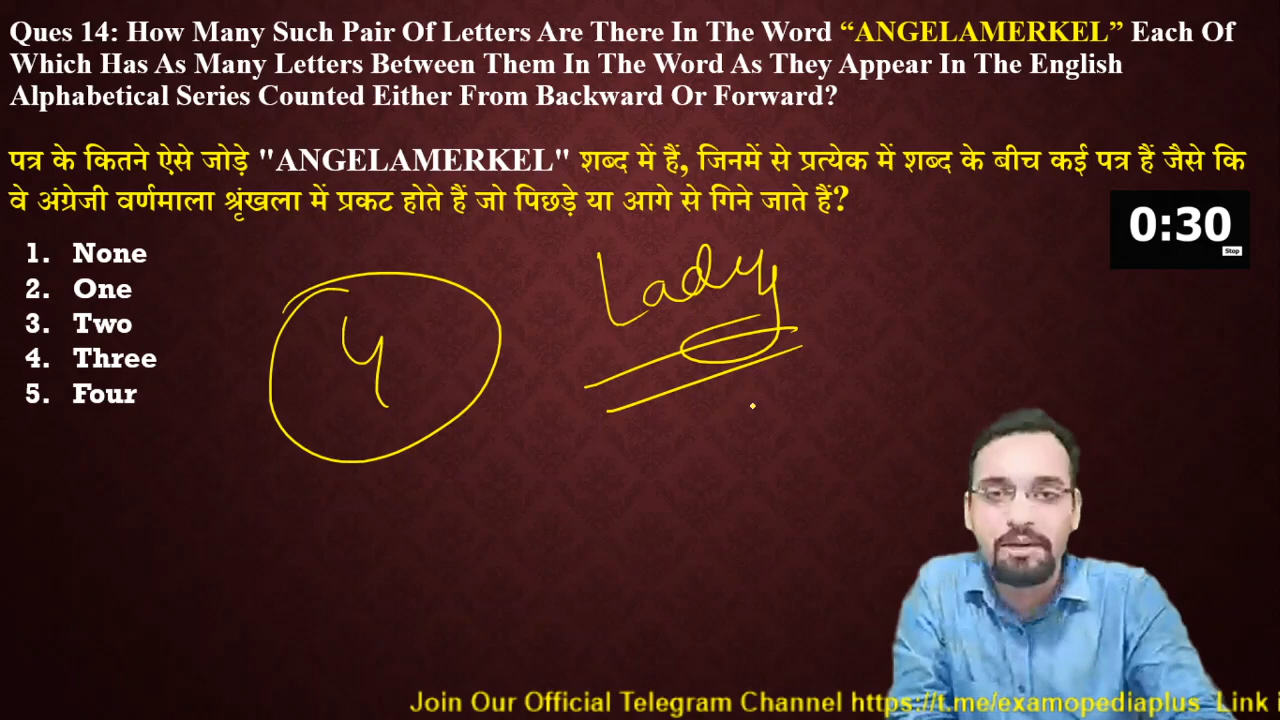 Ques 14: How Many Such Pair Of Letters Are There In The Word “ANGELAMERKEL” Each Of
Which Has As Many Letters Between Them In The Word As They Appear In The English
Alphabetical Series Counted Either From Backward Or Forward?
पत्र के कितने ऐसे जोड़े "ANGELAMERKEL" शब्द में हैं, जिनमें से प्रत्येक में शब्द के बीच कई पत्र हैं जैसे कि
वे अंग्रेजी वर्णमाला श्रृंखला में प्रकट होते हैं जो पिछड़े या आगे से गिने जाते हैं?
0:30
Stop
1. None
2. One
3. Two
4. Three
5. Four
4
Lady
Join Our Official Telegram Channel https://t.me/examopediaplus Link i